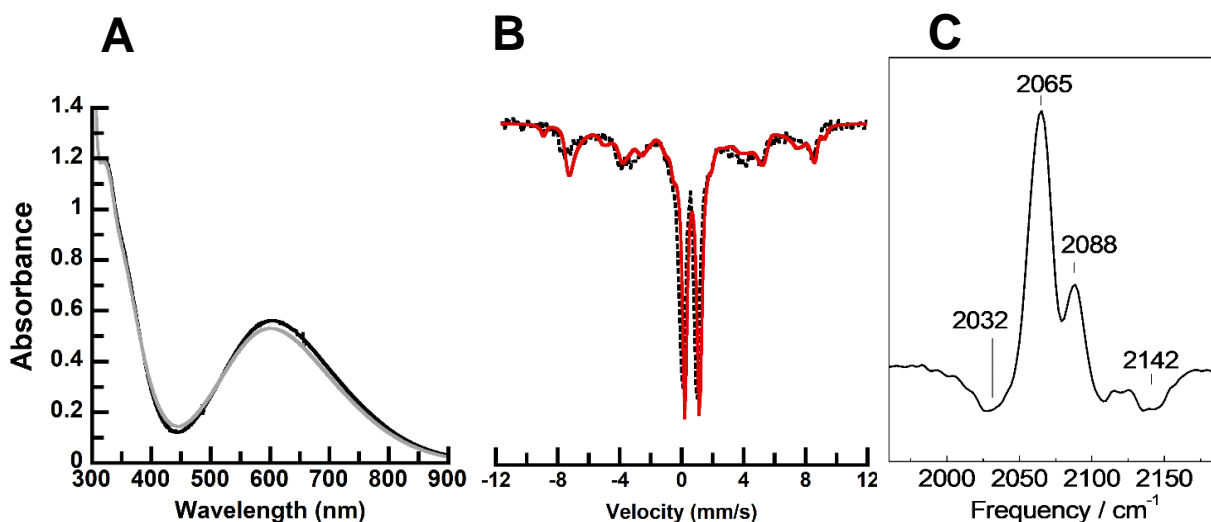 A
B
C
1.4
1.2
1
0.8
0.6
0.4
0.2
0
Absorbance
300 400 500 600 700 800 900
Wavelength (nm)
-12 -8 -4 0 4 8 12
Velocity (mm/s)
2065
2088
2032
2142
2000 2050 2100 2150
Frequency / cm-1